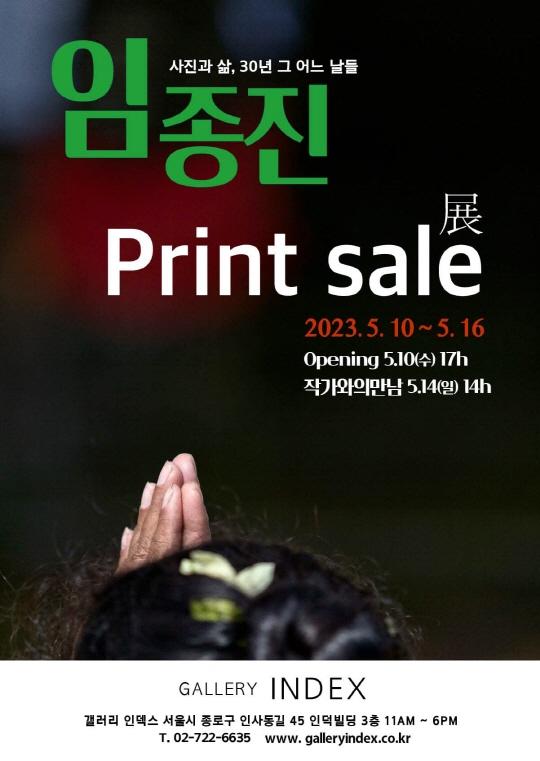 사진과 삶, 30년 그 어느 날들
임종진
展
Print sale
2023. 5. 10 ~ 5. 16
Opening 5.10(수) 17h
작가와의만남 5.14(일) 14h
GALLERY INDEX
갤러리 인덱스 서울시 종로구 인사동길 45 인덕빌딩 3층 11AM ~ 6PM
T. 02-722-6635 www. galleryindex.co.kr